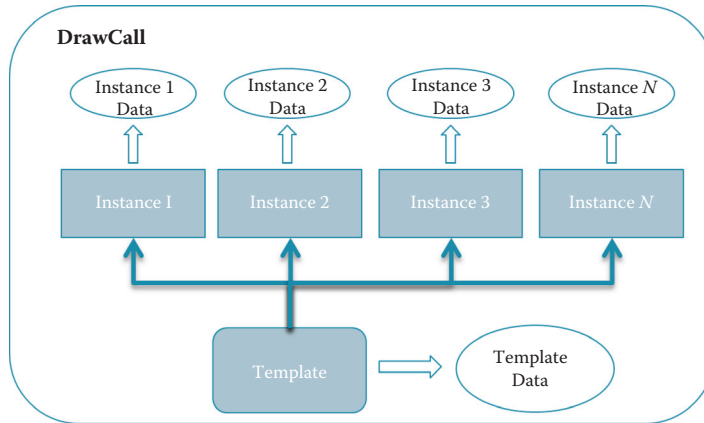 DrawCall
Instance 1
Data
Instance 2
Data
Instance 3
Data
Instance N
Data
Instance I
Instance 2
Instance 3
Instance N
Template
Template
Data